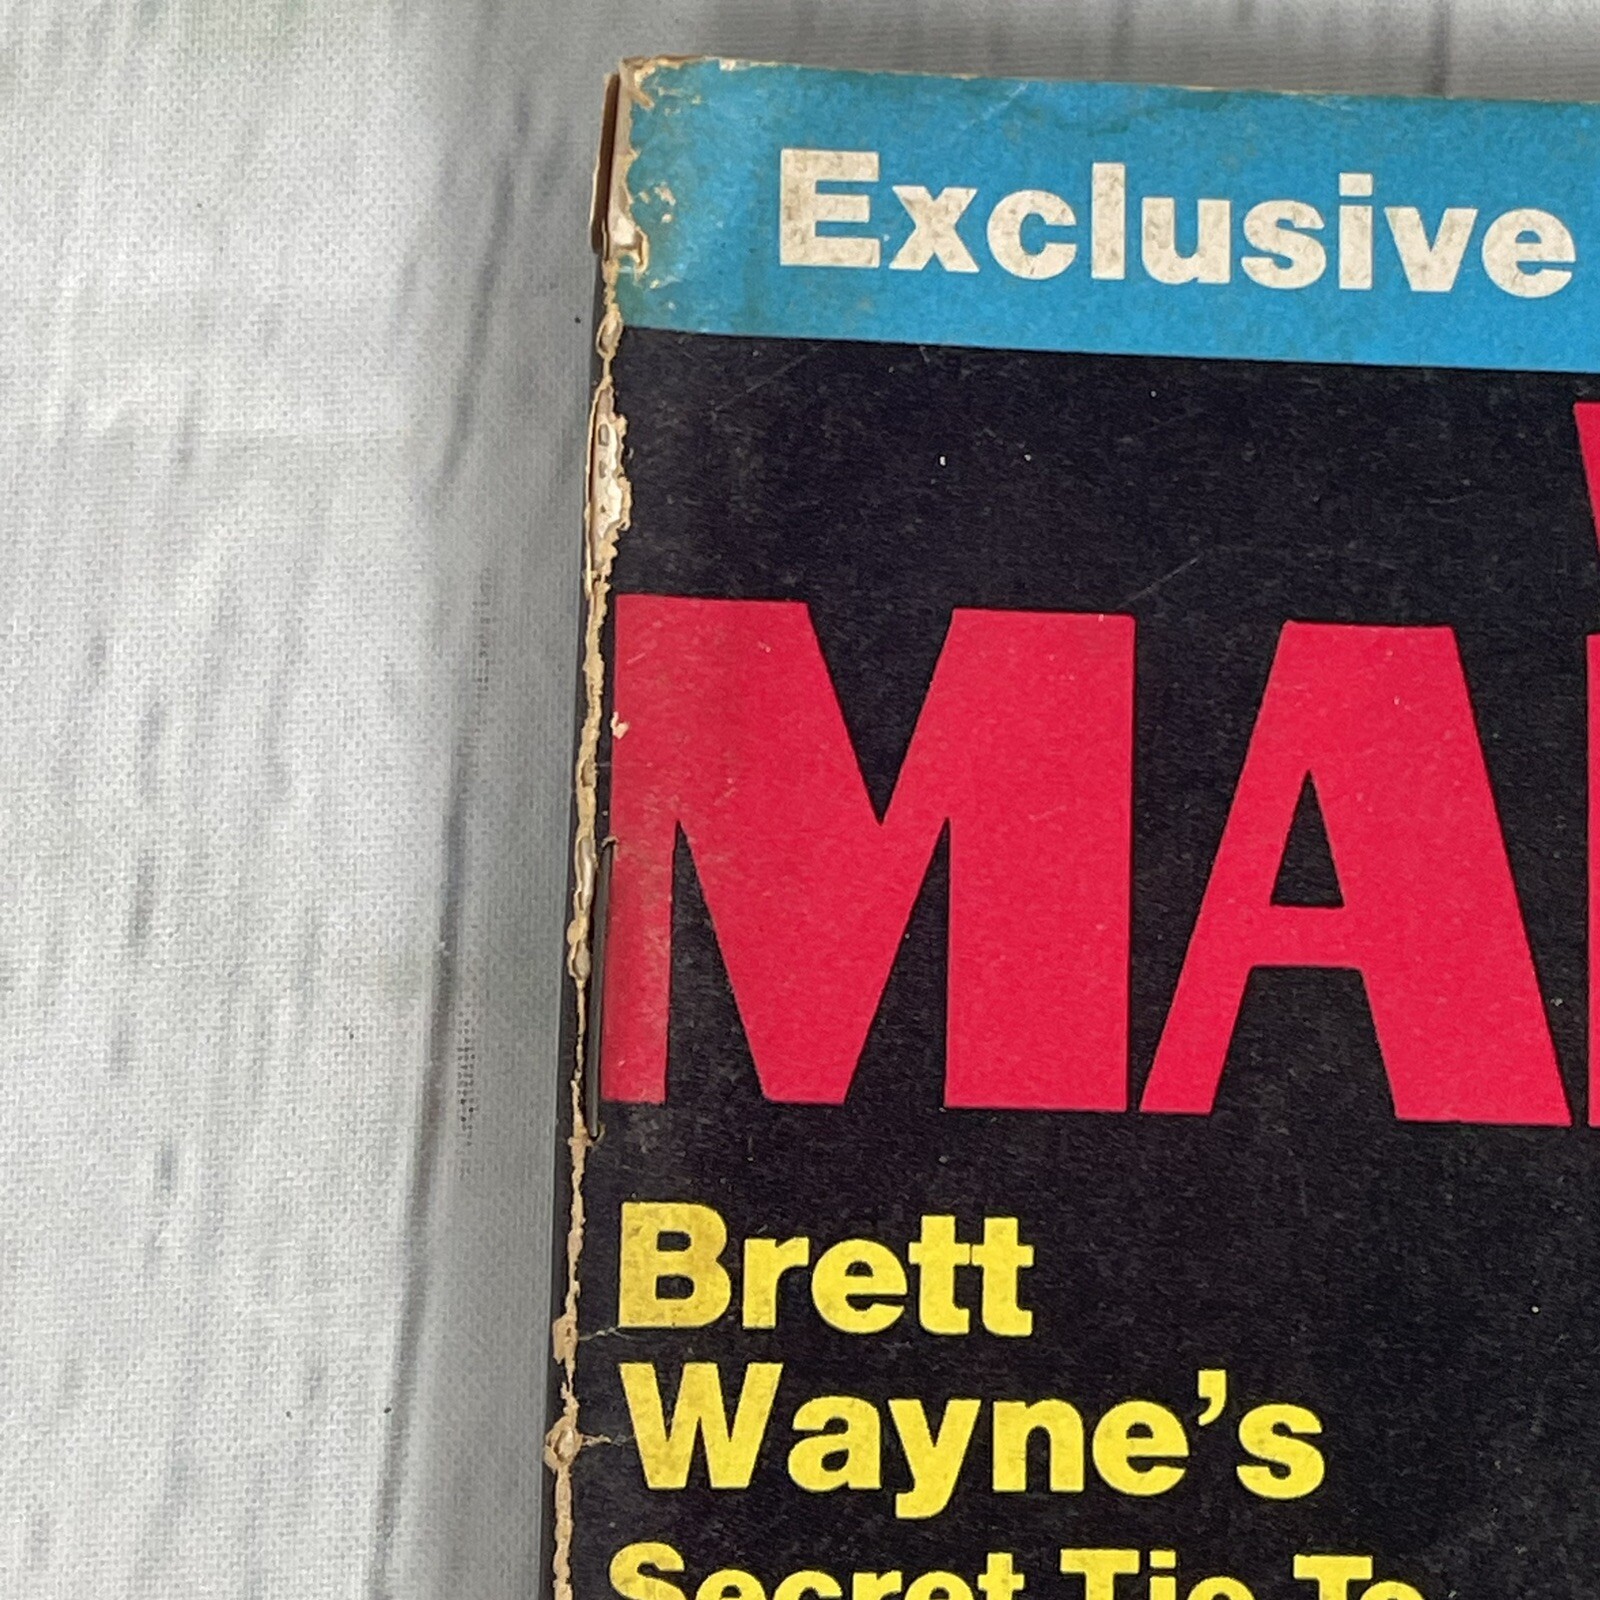 Exclusive
MA
Brett
Wayne's
Secret Tie To